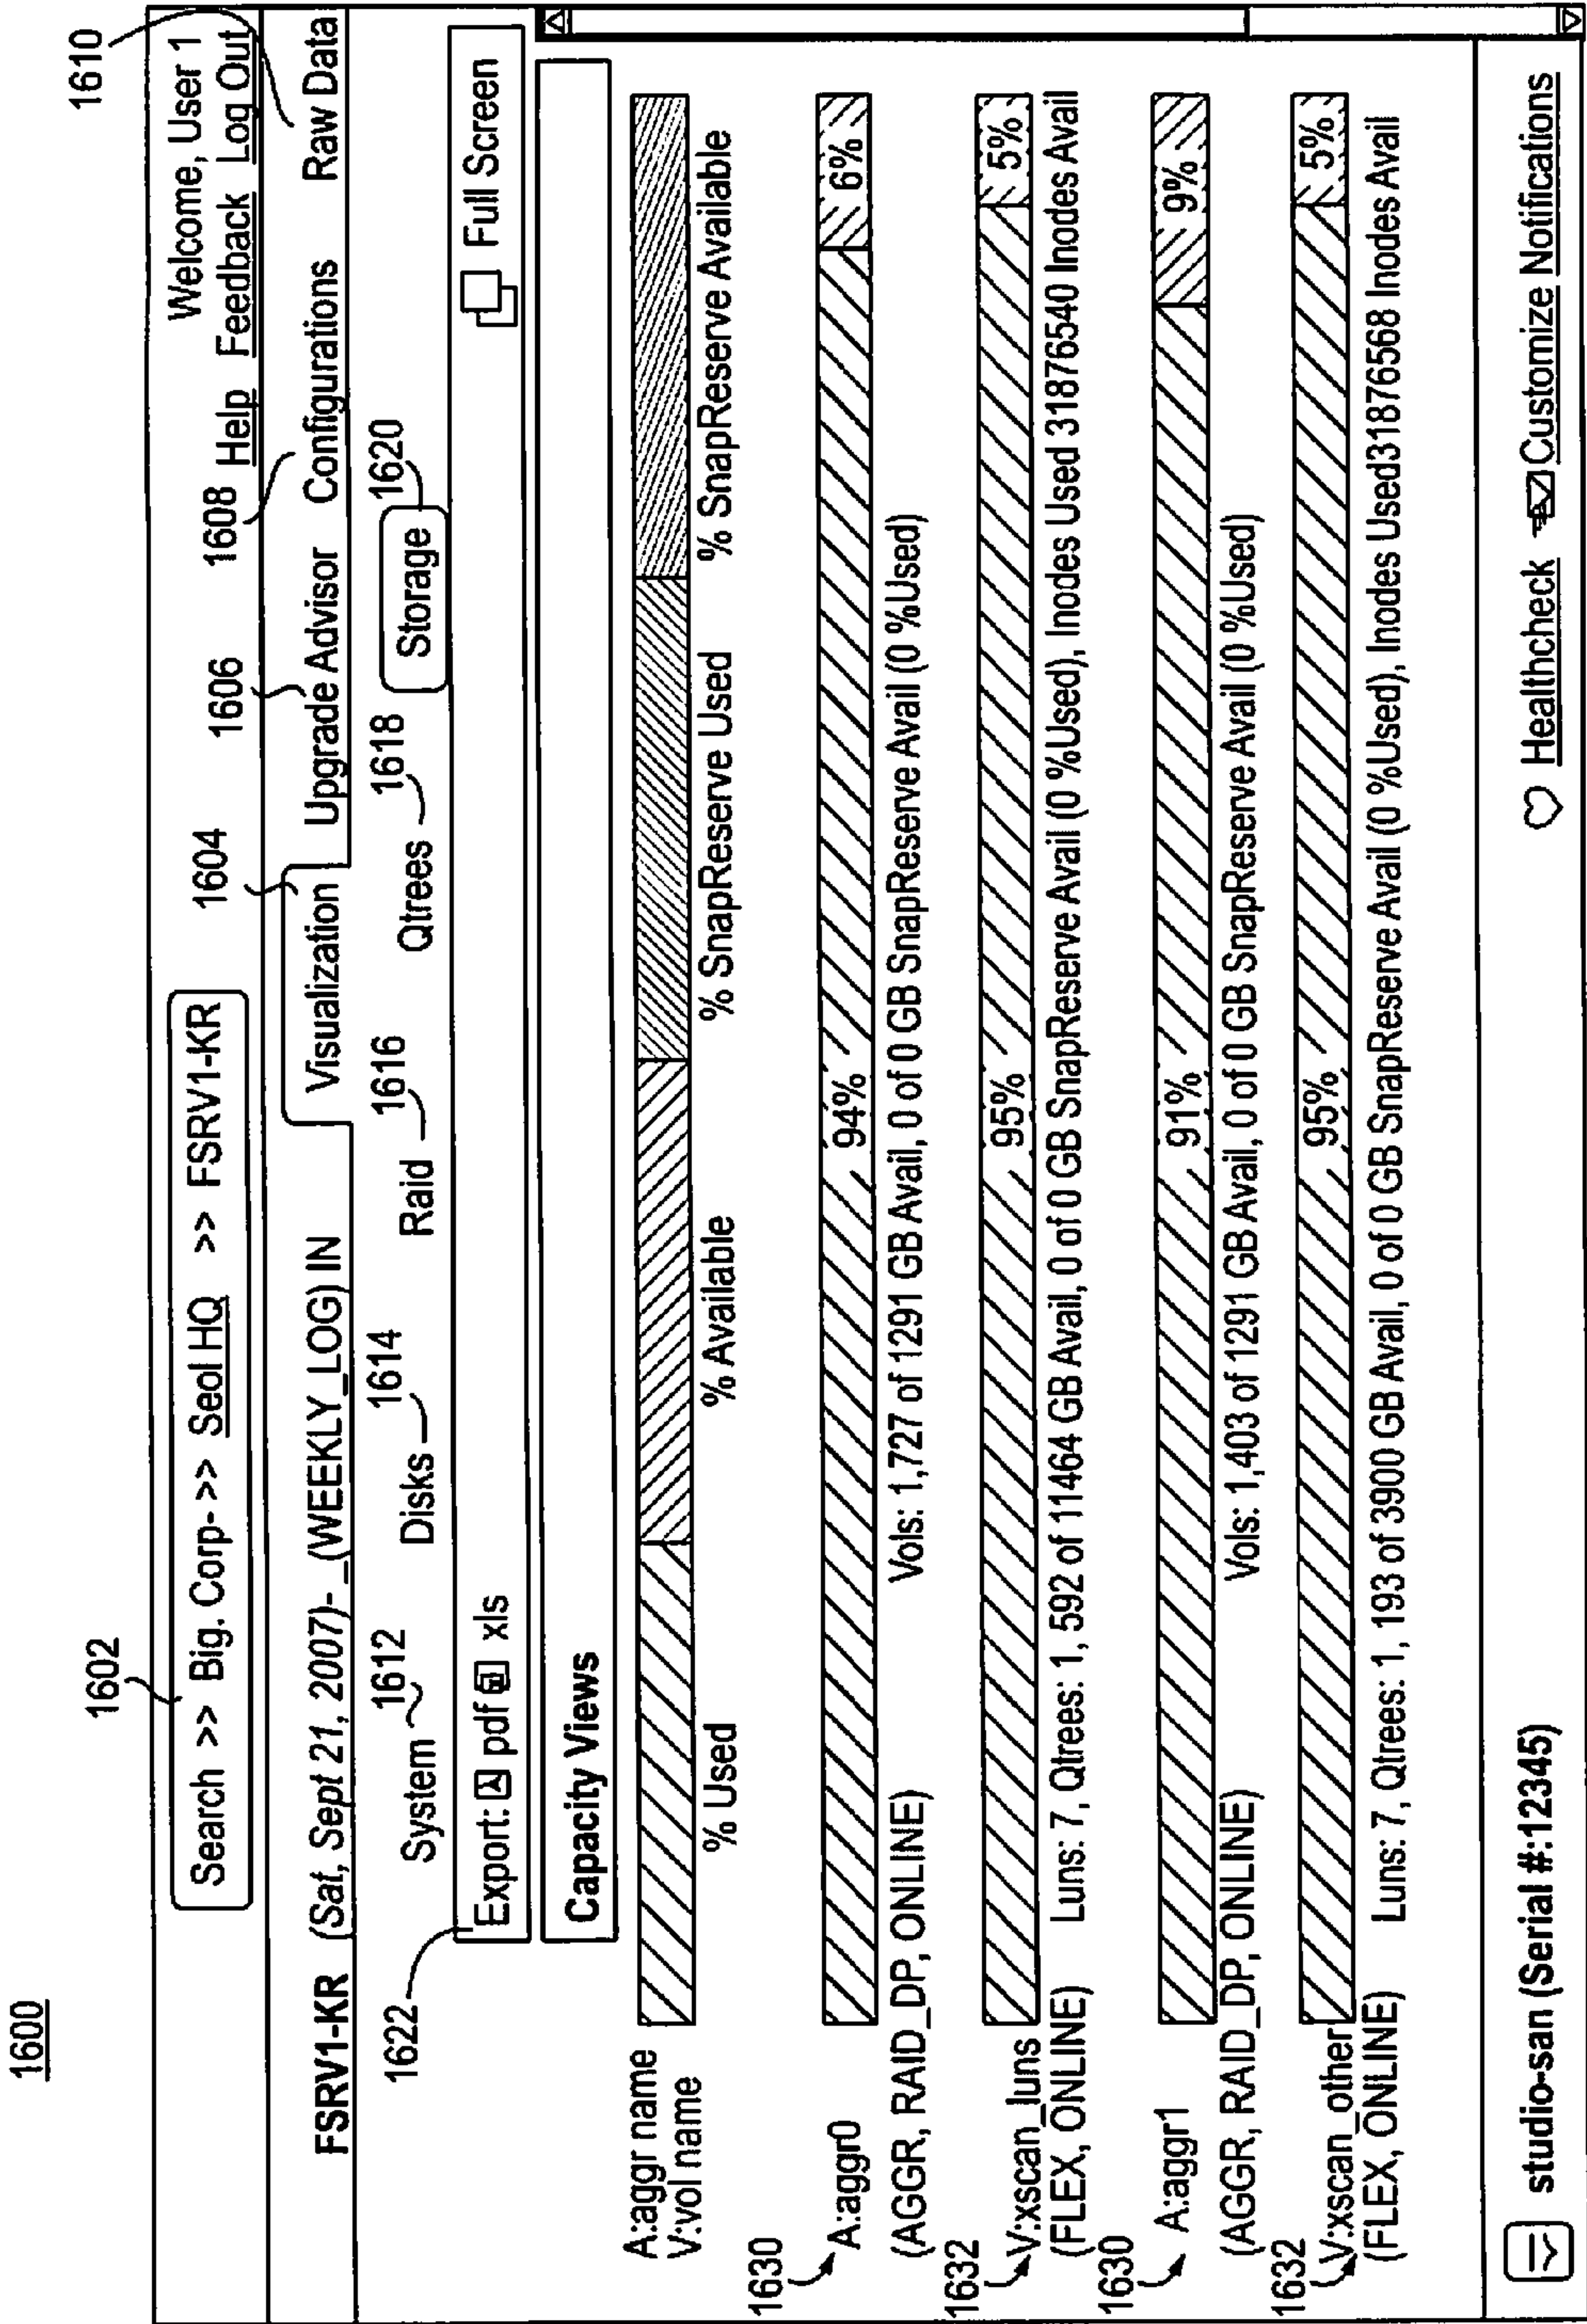 1600
1602
1604
1606
1608
1610
Search >> Big. Corp- >> Seol HQ >> FSRV1-KR
Welcome, User 1
Help Feedback Log Out
FSRV1-KR (Sat, Sept 21, 2007)-_(WEEKLY_LOG) IN
Visualization Upgrade Advisor Configurations Raw Data
System 1612 Disks 1614 Raid 1616 Qtrees 1618 Storage 1620
1622 Export: pdf xls Full Screen
Capacity Views
A:aggr name
V:vol name
% Used % Available % SnapReserve Used % SnapReserve Available
1630 A:aggr0 94% 6%
(AGGR, RAID_DP, ONLINE) Vols: 1,727 of 1291 GB Avail, 0 of 0 GB SnapReserve Avail (0 %Used)
1632 V:xscan_luns 95% 5%
(FLEX, ONLINE) Luns: 7, Qtrees: 1, 592 of 11464 GB Avail, 0 of 0 GB SnapReserve Avail (0 %Used), Inodes Used 31876540 Inodes Avail
1630 A:aggr1 91% 9%
(AGGR, RAID_DP, ONLINE) Vols: 1,403 of 1291 GB Avail, 0 of 0 GB SnapReserve Avail (0 %Used)
1632 V:xscan_other 95% 5%
(FLEX, ONLINE) Luns: 7, Qtrees: 1, 193 of 3900 GB Avail, 0 of 0 GB SnapReserve Avail (0 %Used), Inodes Used31876568 Inodes Avail
studio-san (Serial #:12345) Healthcheck Customize Notifications